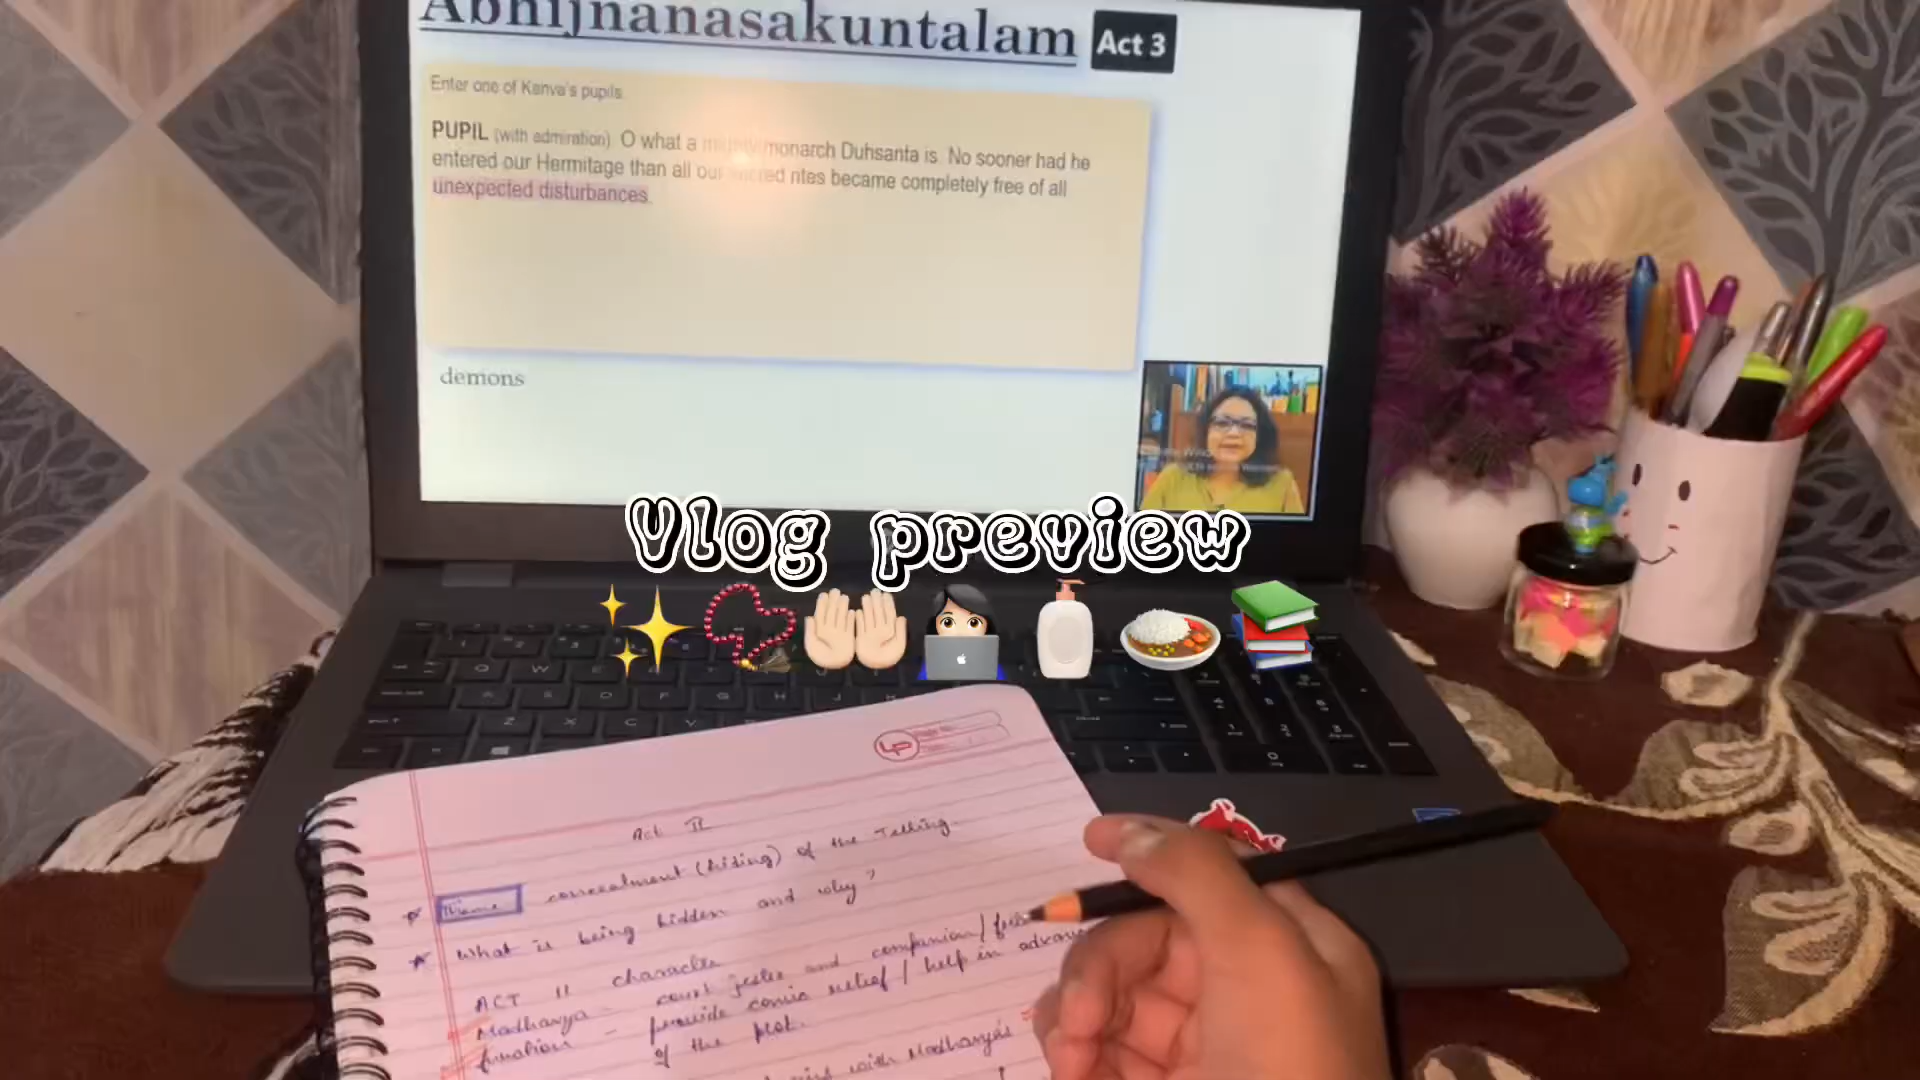 Abhijnanasakuntalam Act 3
Enter one of Kanva's pupils.
PUPIL (with admiration). O what a mighty monarch Duhsanta is. No sooner had he
entered our Hermitage than all our sacred rites became completely free of all
unexpected disturbances.
demons
Vlog preview
Act II
Theme concealment (hiding) of the Telling
What is being hidden and why?
ACT II character
Madhavya - court jester and companion/
function - provide comic relief / help in
of the plot.
with Madhavya's